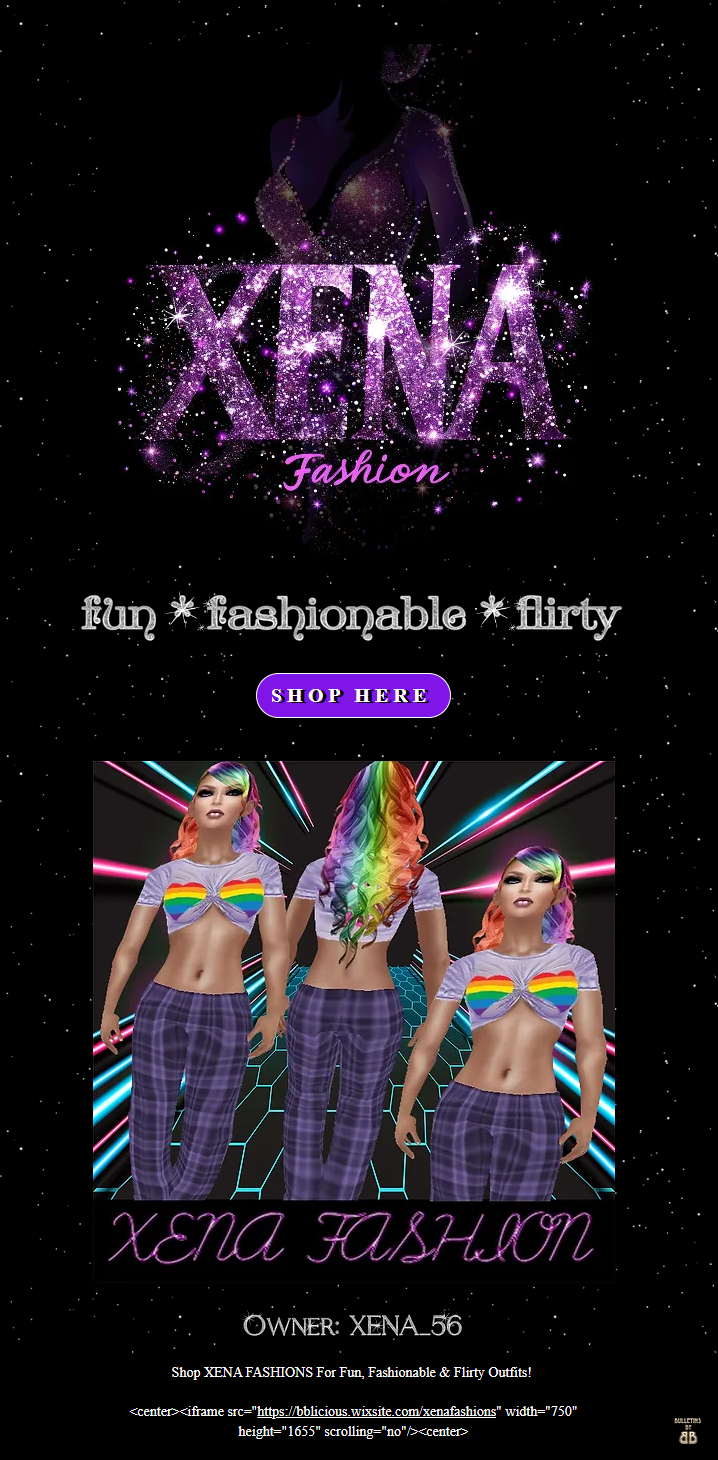 XENA
Fashion
fun * fashionable * flirty
SHOP HERE
XENA FASHION
OWNER: XENA_56
Shop XENA FASHIONS For Fun, Fashionable & Flirty Outfits!
<center><iframe src="https://bblicious.wixsite.com/xenafashions" width="750"
height="1655" scrolling="no"/><center>
BULLETINS
BY
BB